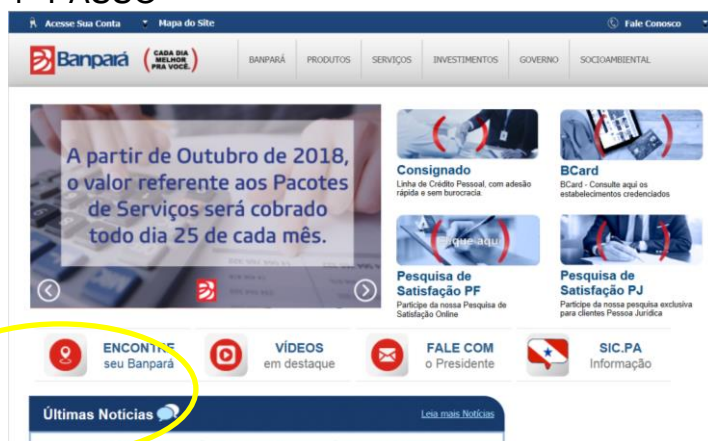 Acesse Sua Conta Mapa do Site Fale Conosco
Banpará (CADA DIA
MELHOR
PRA VOCÊ.)
BANPARÁ PRODUTOS SERVIÇOS INVESTIMENTOS GOVERNO SOCIOAMBIENTAL
A partir de Outubro de 2018,
o valor referente aos Pacotes
de Serviços será cobrado
todo dia 25 de cada mês.
Consignado
Linha de Crédito Pessoal, com adesão
rápida e sem burocracia.
BCard
BCard - Consulte aqui os
estabelecimentos credenciados
Clique aqui
Pesquisa de
Satisfação PF
Participe da nossa Pesquisa de
Satisfação Online
Pesquisa de
Satisfação PJ
Participe da nossa pesquisa exclusiva
para clientes Pessoa Jurídica
ENCONTRE
seu Banpará
VÍDEOS
em destaque
FALE COM
o Presidente
SIC.PA
Informação
Últimas Notícias
Leia mais Notícias